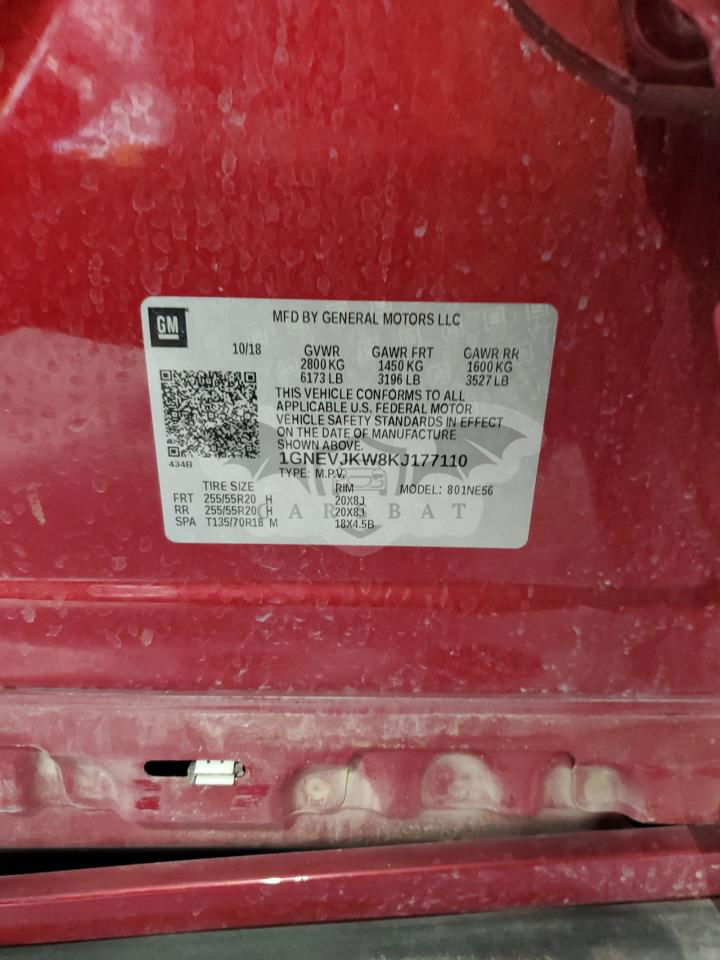 GM
MFD BY GENERAL MOTORS LLC
10/18 GVWR GAWR FRT GAWR RR
2800 KG 1450 KG 1600 KG
6173 LB 3196 LB 3527 LB
THIS VEHICLE CONFORMS TO ALL
APPLICABLE U.S. FEDERAL MOTOR
VEHICLE SAFETY STANDARDS IN EFFECT
ON THE DATE OF MANUFACTURE
SHOWN ABOVE.
434B
1GNEVJKW8KJ177110
TYPE: M.P.V.
TIRE SIZE RIM MODEL: 801NE56
FRT 255/55R20 H 20X8J
RR 255/55R20 H 20X8J
SPA T135/70R18 M 18X4.5B
CARSBAT